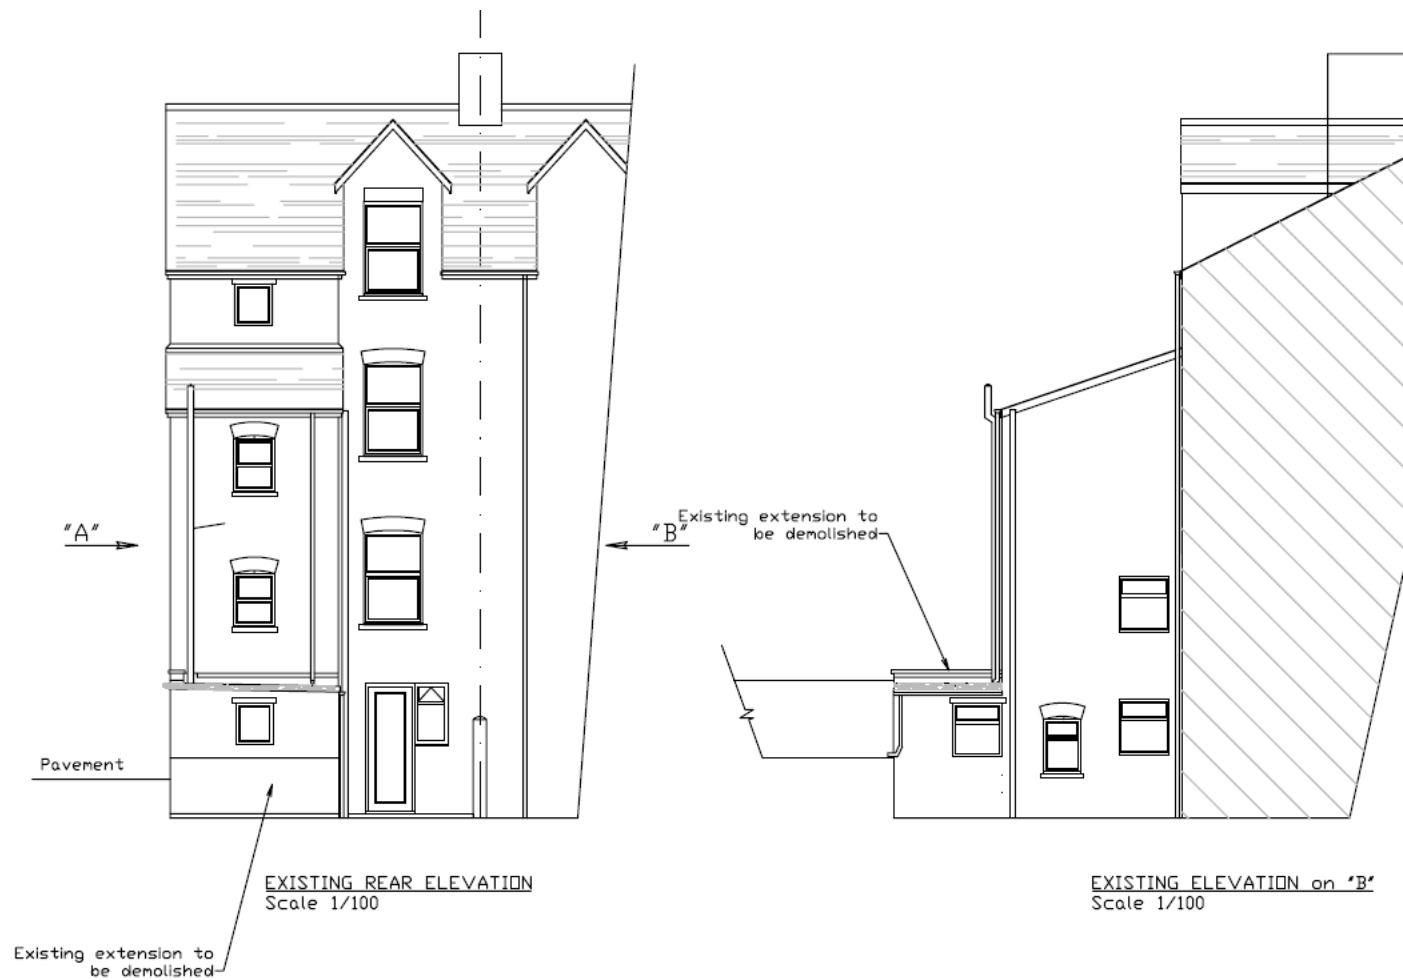 "A"
"B"
Existing extension to
be demolished
Pavement
EXISTING REAR ELEVATION
Scale 1/100
EXISTING ELEVATION on "B"
Scale 1/100
Existing extension to
be demolished